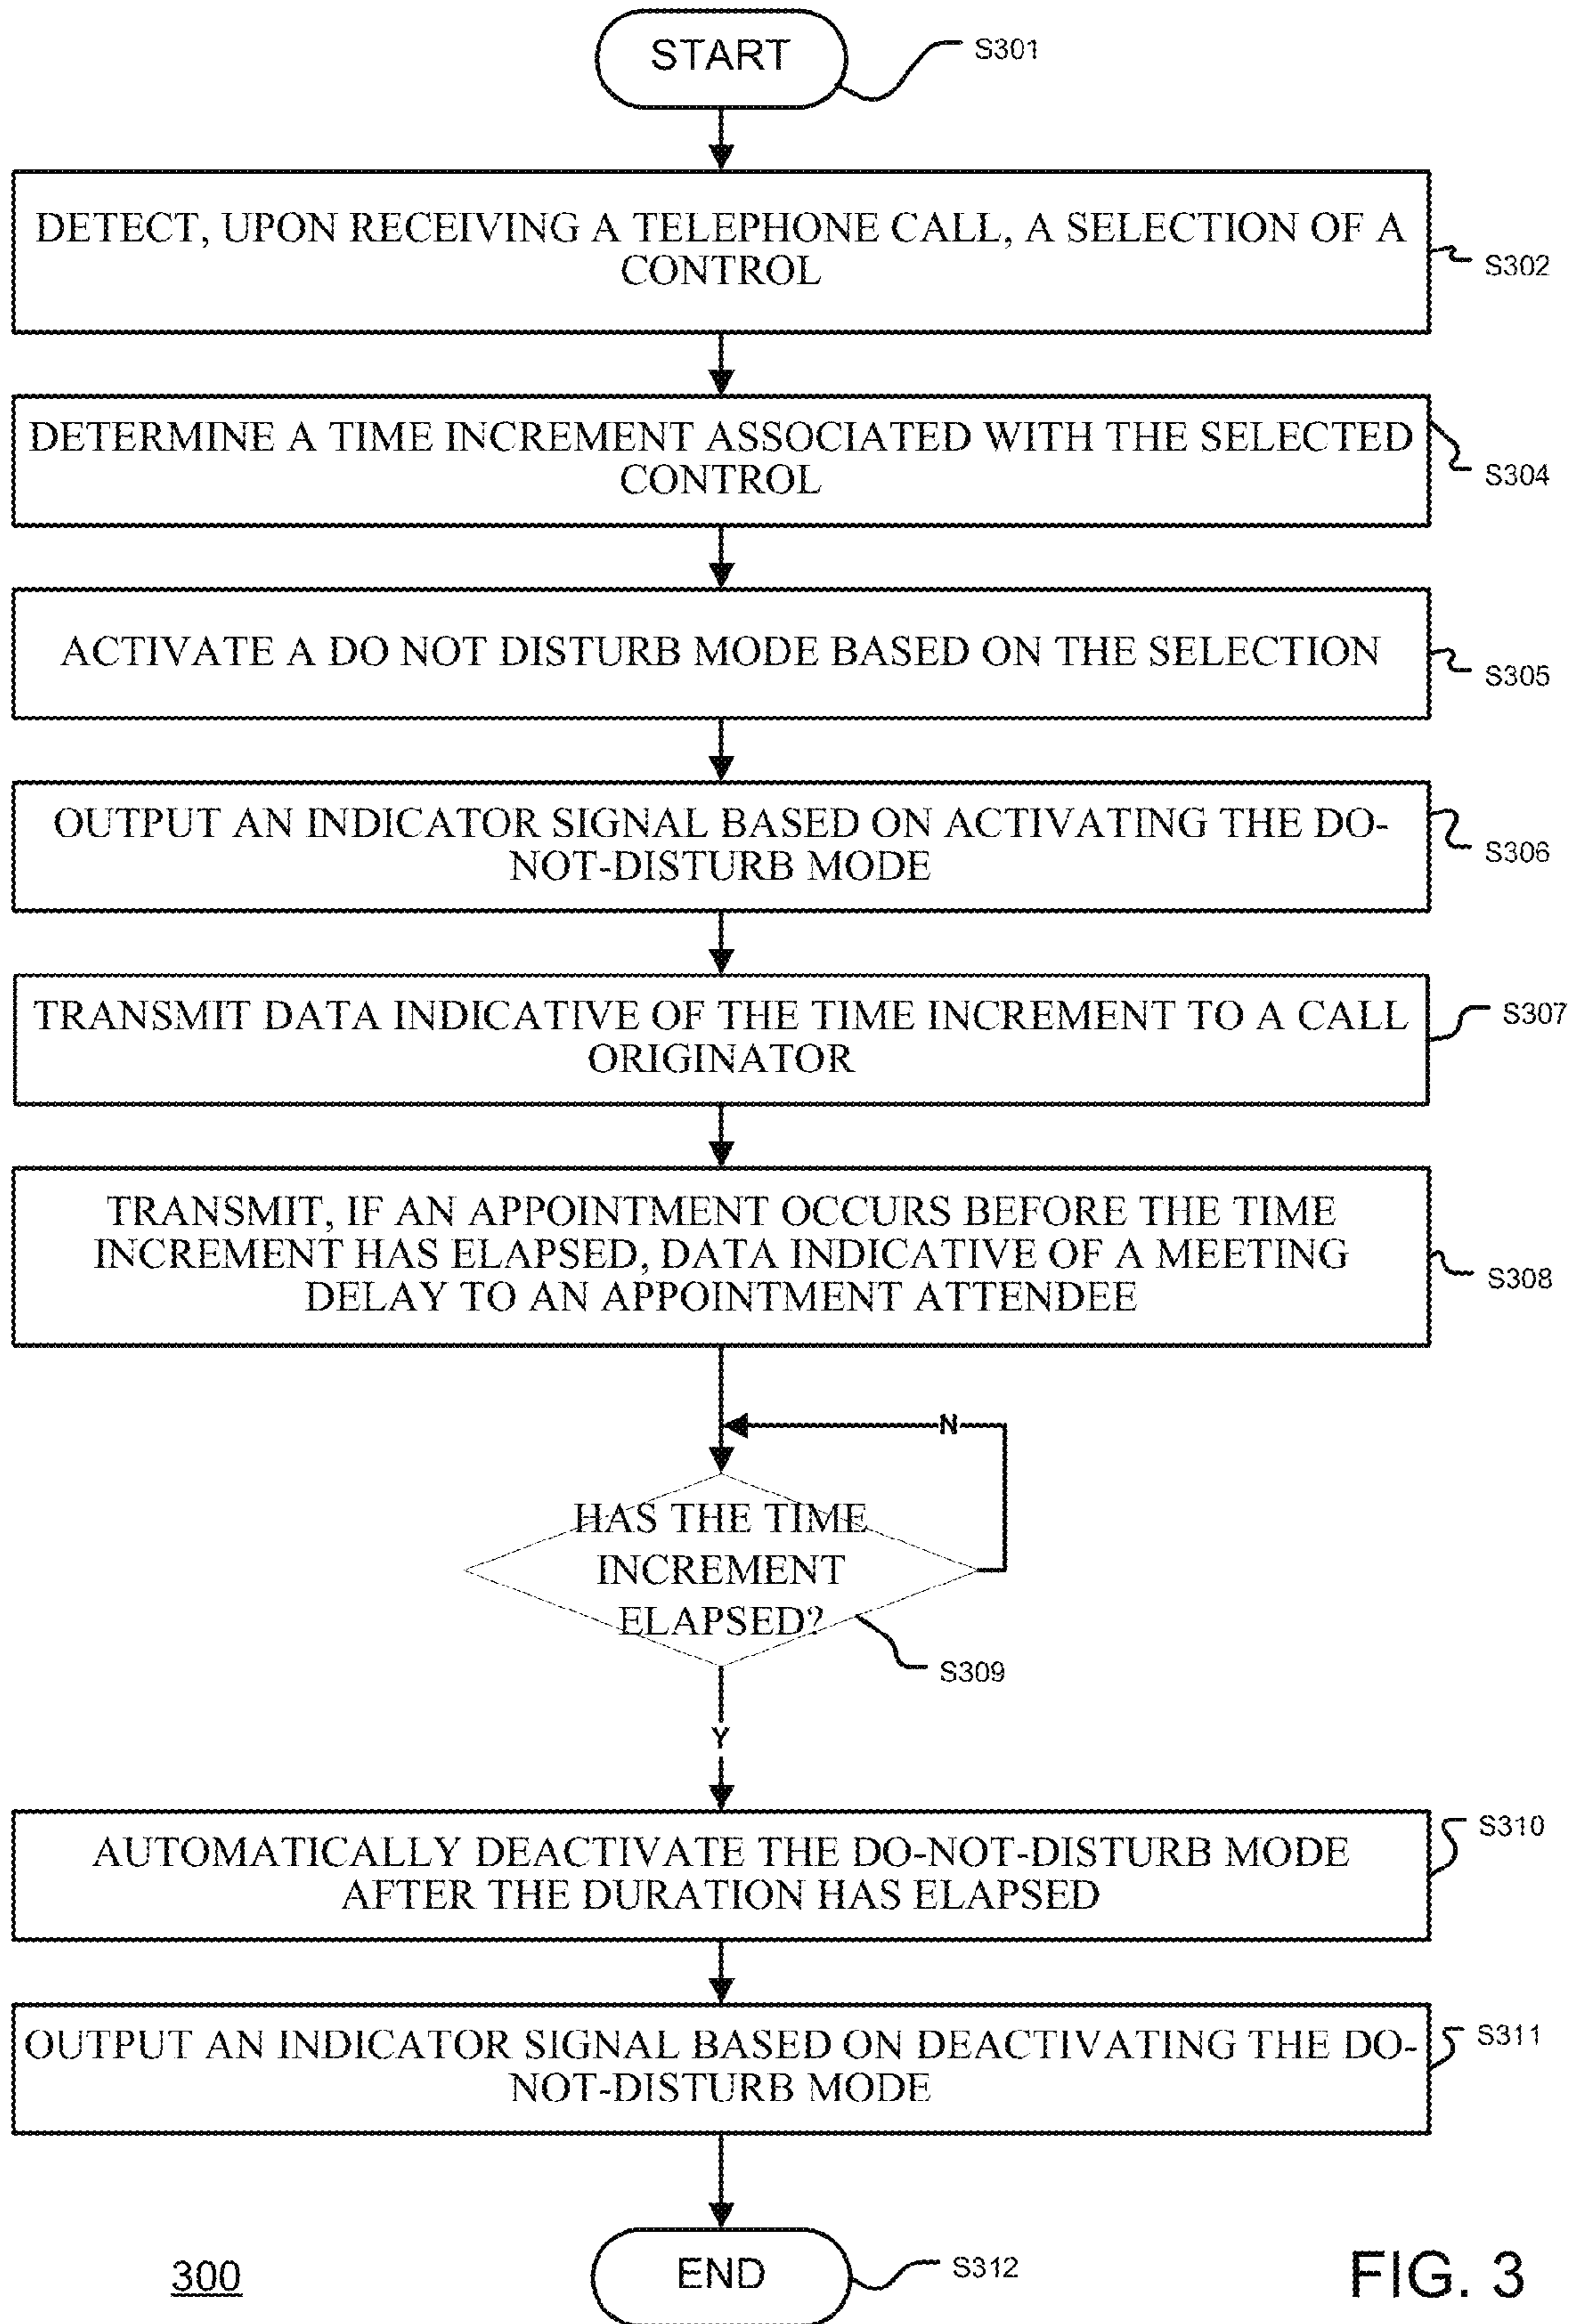 START
S301
DETECT, UPON RECEIVING A TELEPHONE CALL, A SELECTION OF A
CONTROL
S302
DETERMINE A TIME INCREMENT ASSOCIATED WITH THE SELECTED
CONTROL
S304
ACTIVATE A DO NOT DISTURB MODE BASED ON THE SELECTION
S305
OUTPUT AN INDICATOR SIGNAL BASED ON ACTIVATING THE DO-
NOT-DISTURB MODE
S306
TRANSMIT DATA INDICATIVE OF THE TIME INCREMENT TO A CALL
ORIGINATOR
S307
TRANSMIT, IF AN APPOINTMENT OCCURS BEFORE THE TIME
INCREMENT HAS ELAPSED, DATA INDICATIVE OF A MEETING
DELAY TO AN APPOINTMENT ATTENDEE
S308
N
HAS THE TIME
INCREMENT
ELAPSED?
S309
Y
AUTOMATICALLY DEACTIVATE THE DO-NOT-DISTURB MODE
AFTER THE DURATION HAS ELAPSED
S310
OUTPUT AN INDICATOR SIGNAL BASED ON DEACTIVATING THE DO-
NOT-DISTURB MODE
S311
END
S312
300
FIG. 3